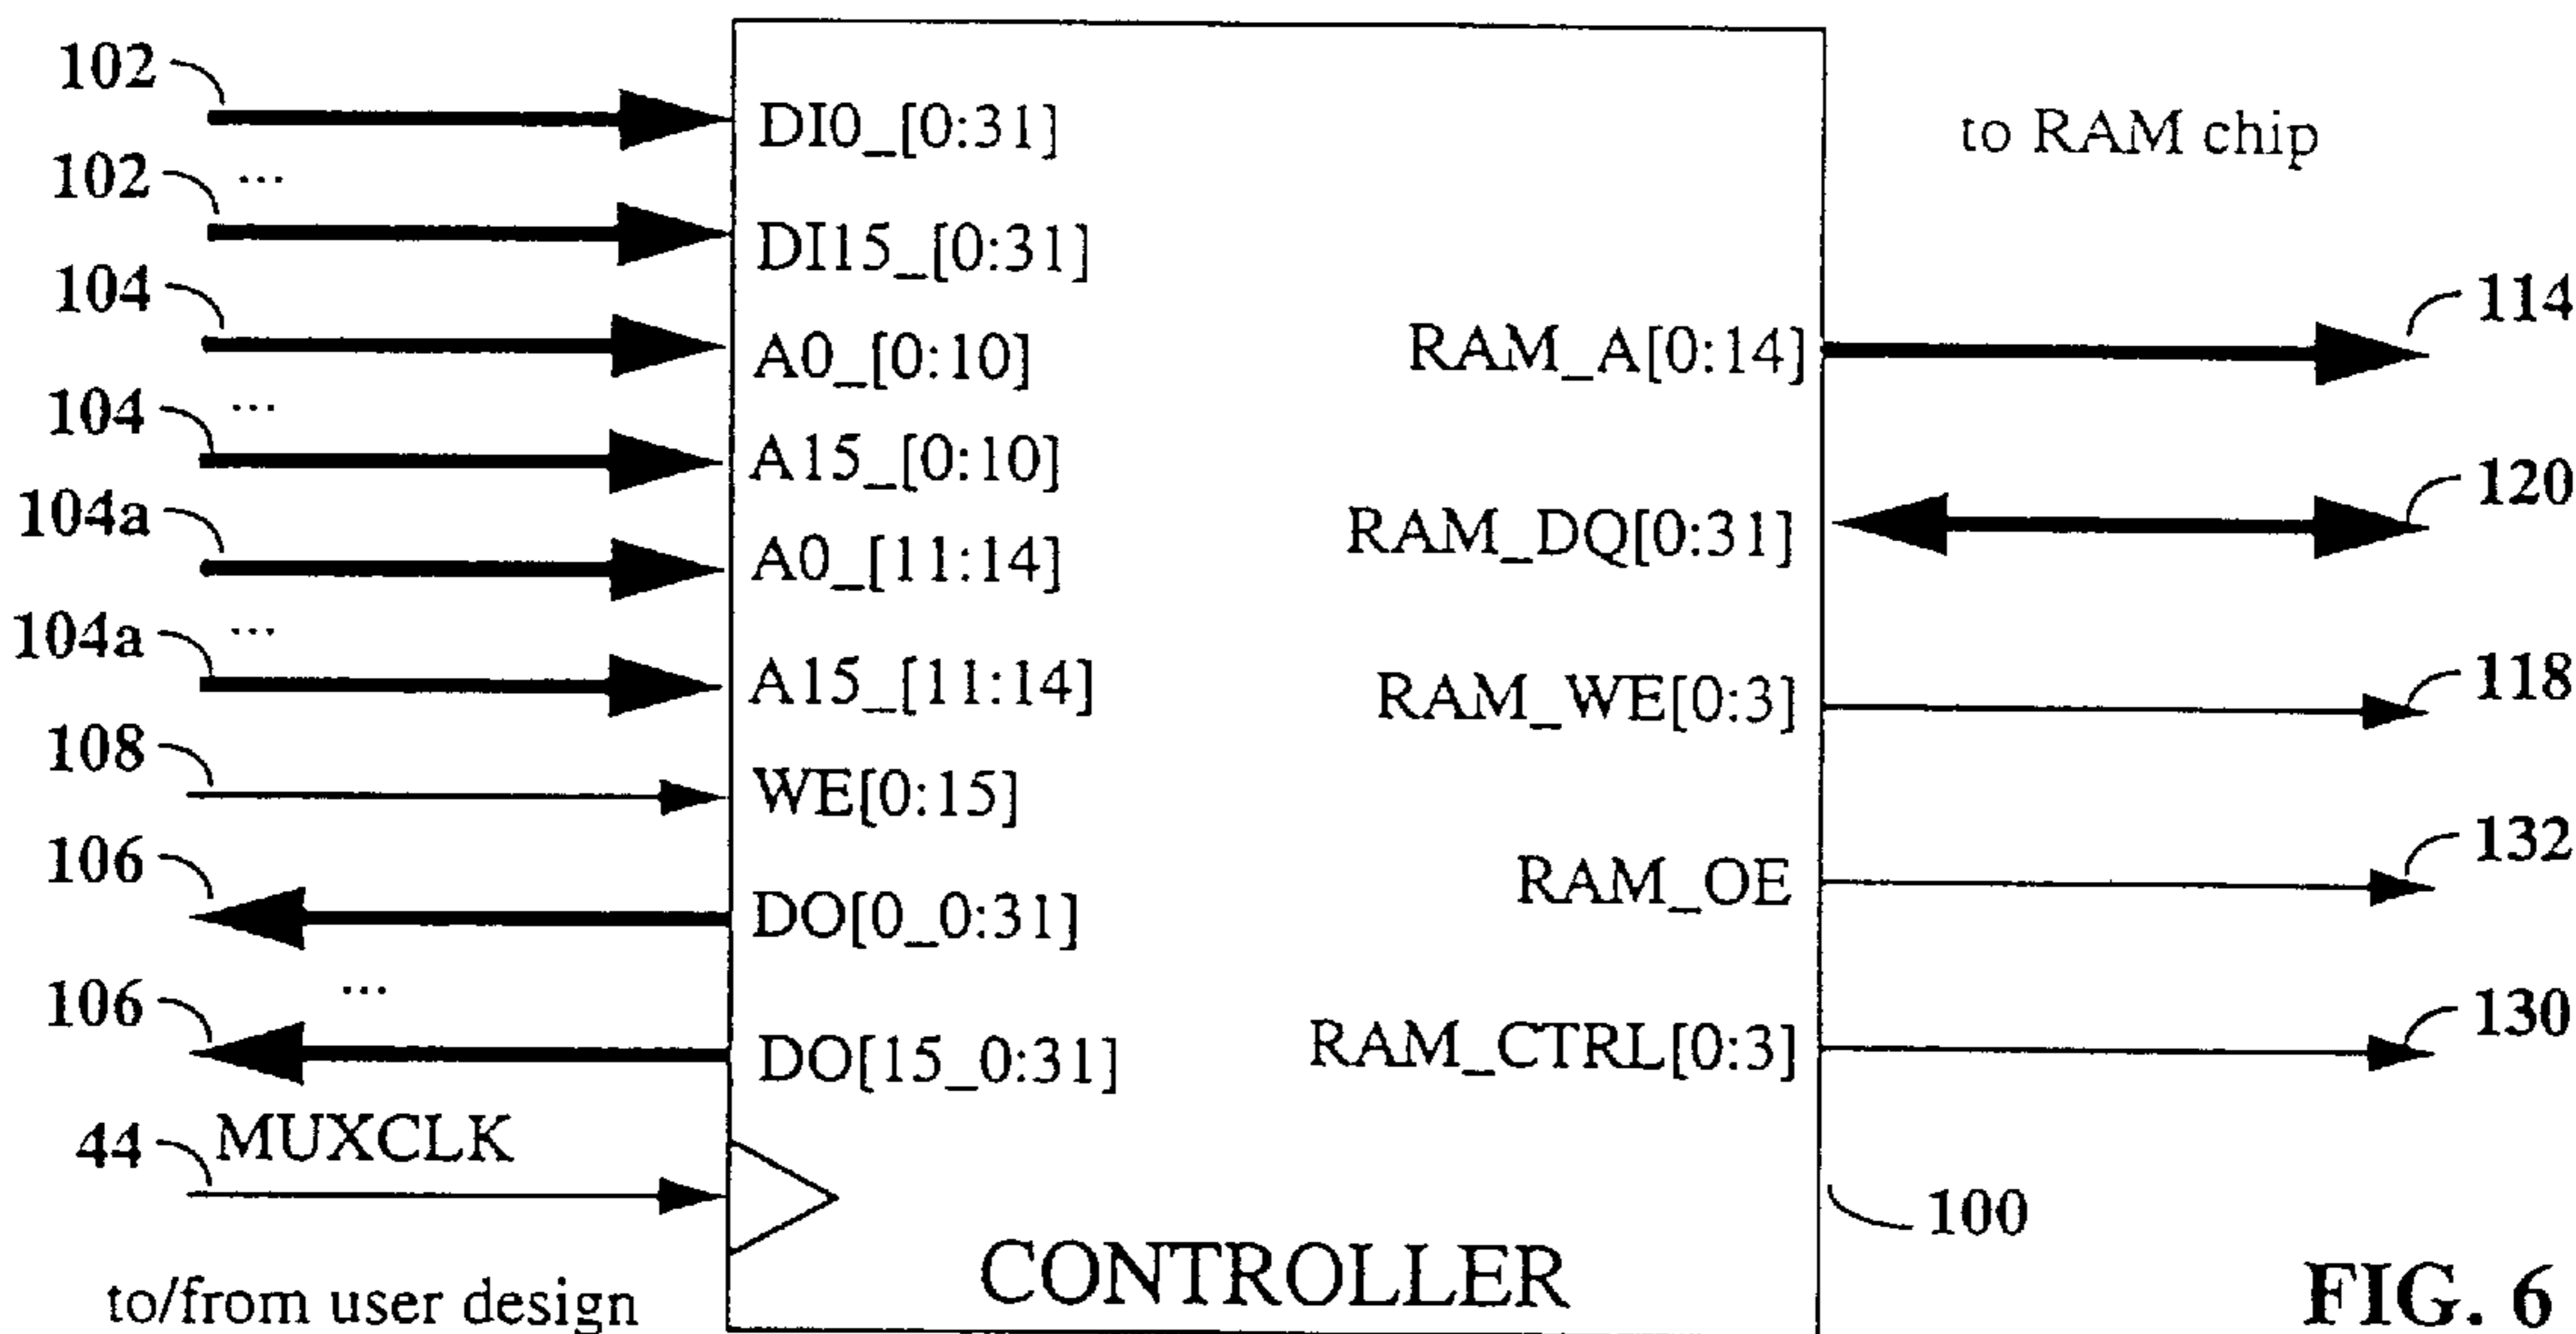 102
DI0_[0:31]
to RAM chip
102 ...
DI15_[0:31]
104
A0_[0:10]
RAM_A[0:14]
114
104 ...
A15_[0:10]
104a
A0_[11:14]
RAM_DQ[0:31]
120
104a ...
A15_[11:14]
RAM_WE[0:3]
118
108
WE[0:15]
106
DO[0_0:31]
RAM_OE
132
106 ...
DO[15_0:31]
RAM_CTRL[0:3]
130
44 MUXCLK
100
CONTROLLER
to/from user design
FIG. 6